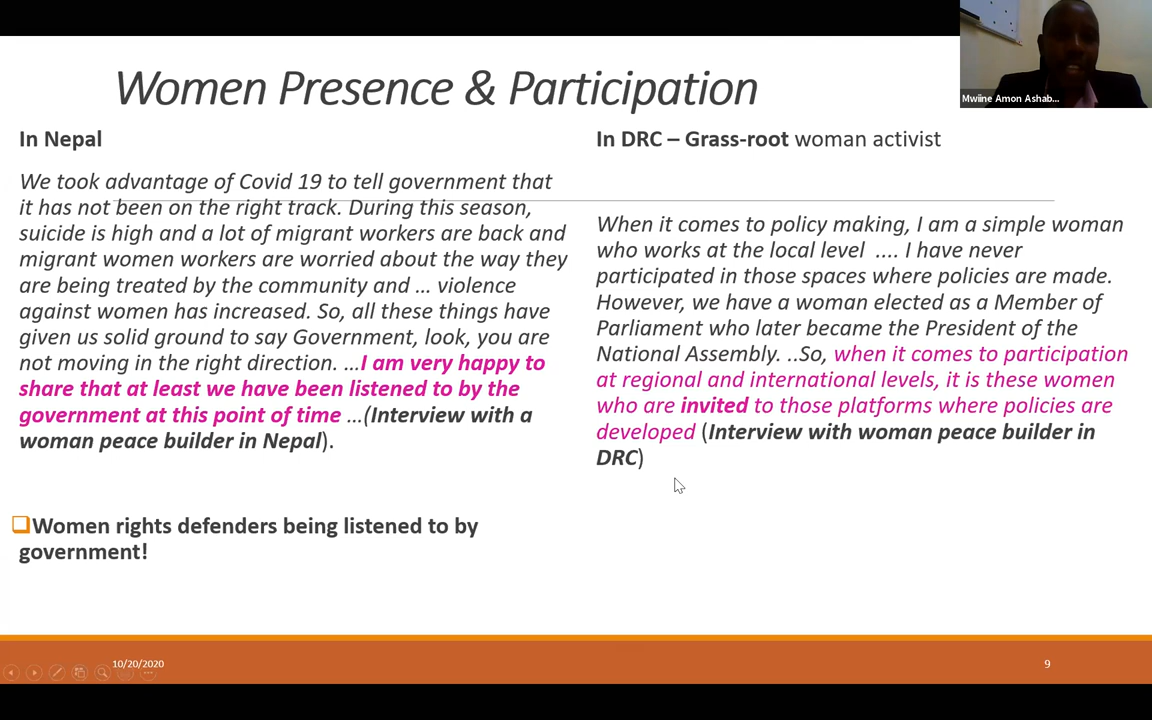 Women Presence & Participation
Mwiine Amon Ashab...
In Nepal
We took advantage of Covid 19 to tell government that
it has not been on the right track. During this season,
suicide is high and a lot of migrant workers are back and
migrant women workers are worried about the way they
are being treated by the community and … violence
against women has increased. So, all these things have
given us solid ground to say Government, look, you are
not moving in the right direction. …I am very happy to
share that at least we have been listened to by the
government at this point of time …(Interview with a
woman peace builder in Nepal).
Women rights defenders being listened to by
government!
In DRC – Grass-root woman activist
When it comes to policy making, I am a simple woman
who works at the local level .... I have never
participated in those spaces where policies are made.
However, we have a woman elected as a Member of
Parliament who later became the President of the
National Assembly. ..So, when it comes to participation
at regional and international levels, it is these women
who are invited to those platforms where policies are
developed (Interview with woman peace builder in
DRC)
10/20/2020
9